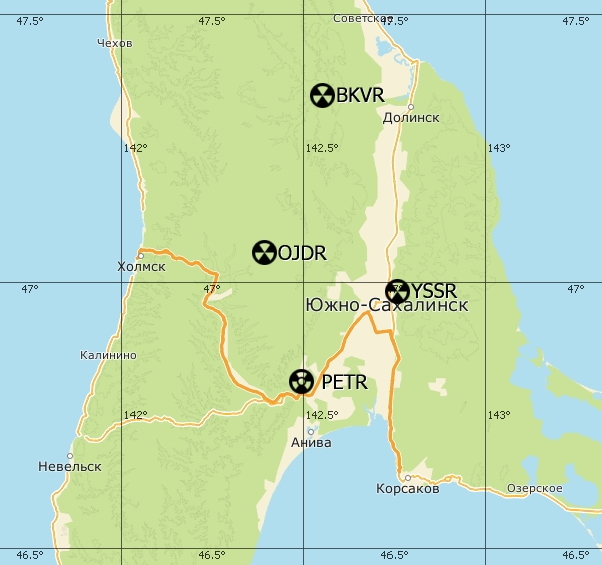 47.5° 47.5° 47.5° 47.5°
Советское
Чехов
BKVR
Долинск
142° 142.5° 143°
OJDR
Холмск
47° 47° 47°
YSSR
Южно-Сахалинск
Калинино
PETR
142° 142.5° 143°
Анива
Невельск
Корсаков
Озерское
46.5° 46.5° 46.5° 46.5°